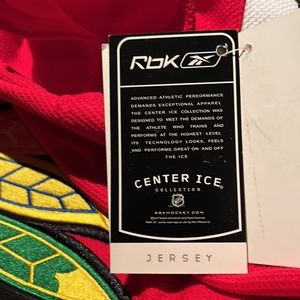 Rbk
ADVANCED ATHLETIC PERFORMANCE
DEMANDS EXCEPTIONAL APPAREL
THE CENTER ICE COLLECTION WAS
DESIGNED TO MEET THE DEMANDS OF
THE ATHLETE WHO TRAINS AND
PERFORMS AT THE HIGHEST LEVEL
ITS TECHNOLOGY LOOKS, FEELS
AND PERFORMS GREAT ON AND OFF
THE ICE
CENTER ICE
COLLECTION
NHL
RBKHOCKEY.COM
JERSEY